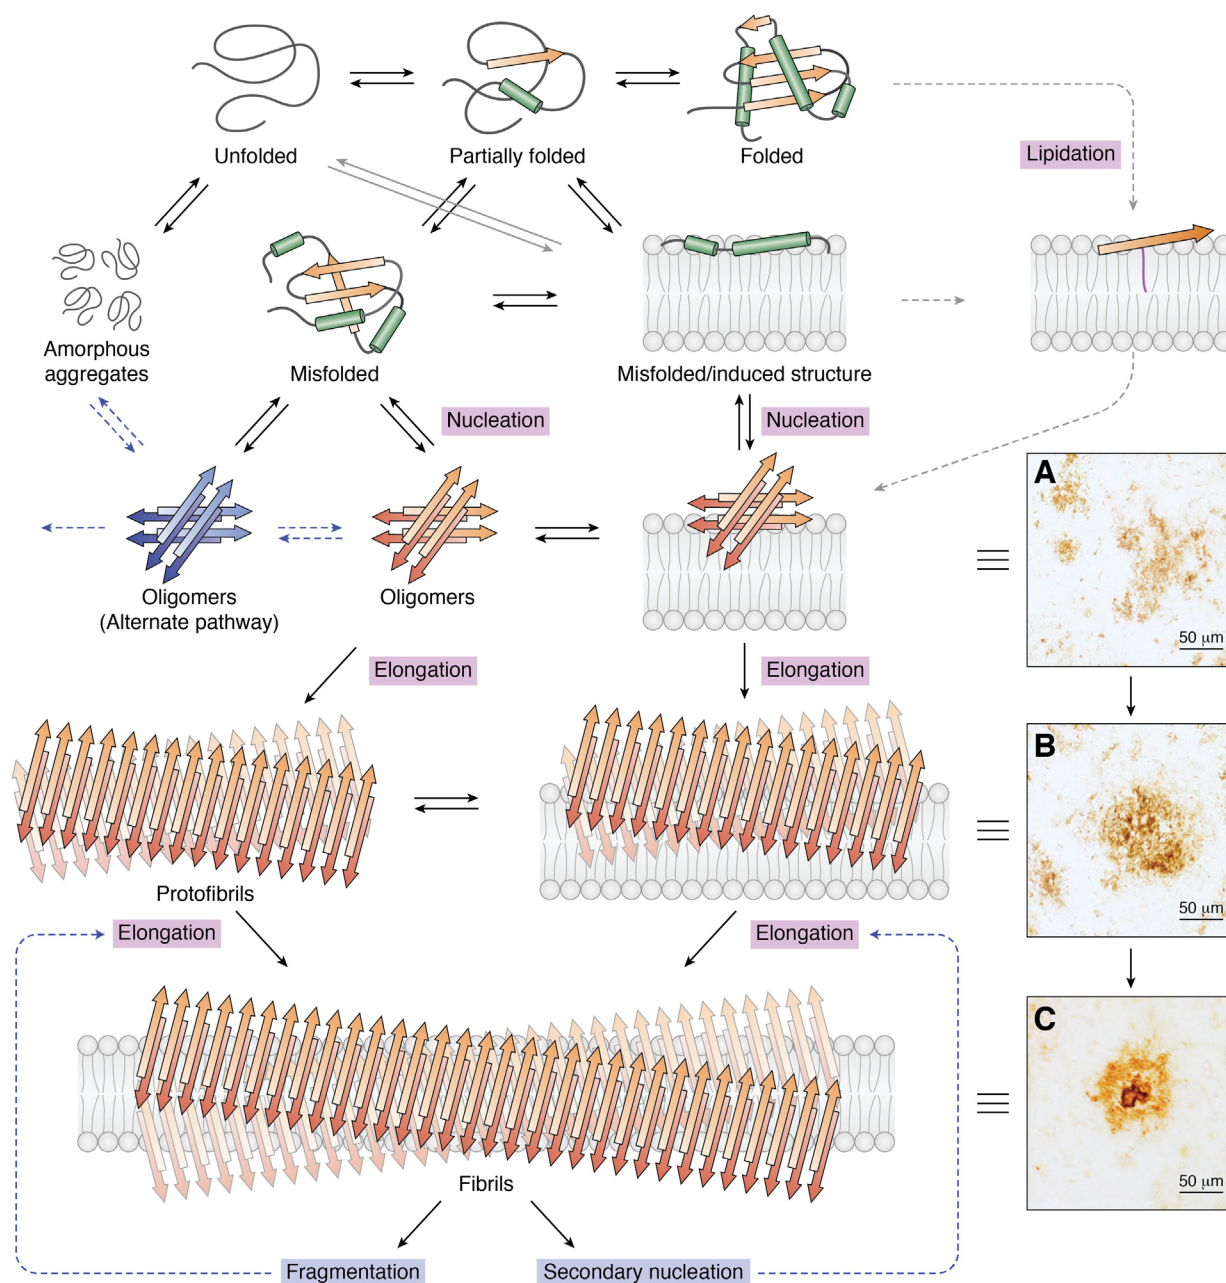 Unfolded
Partially folded
Folded
Lipidation
Amorphous
aggregates
Misfolded
Misfolded/induced structure
Nucleation
Nucleation
A
Oligomers
(Alternate pathway)
Oligomers
50 µm
Elongation
Elongation
B
Protofibrils
50 µm
Elongation
Elongation
C
Fibrils
50 µm
Fragmentation
Secondary nucleation